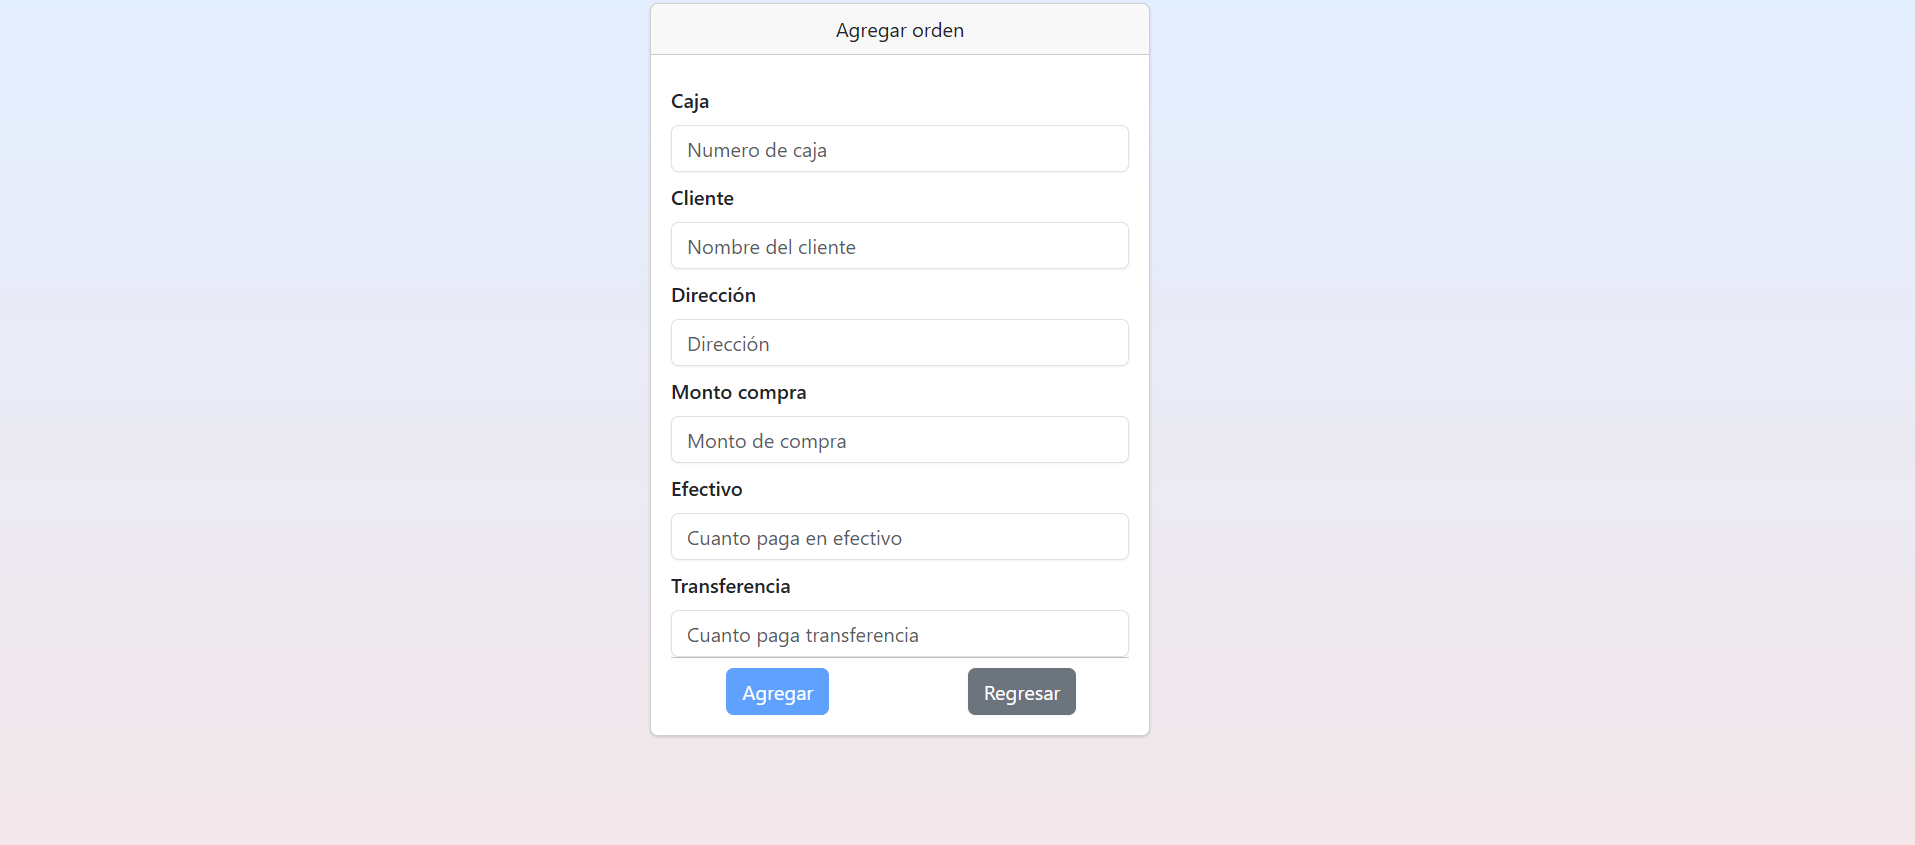 Agregar orden
Caja
Numero de caja
Cliente
Nombre del cliente
Dirección
Dirección
Monto compra
Monto de compra
Efectivo
Cuanto paga en efectivo
Transferencia
Cuanto paga transferencia
Agregar Regresar